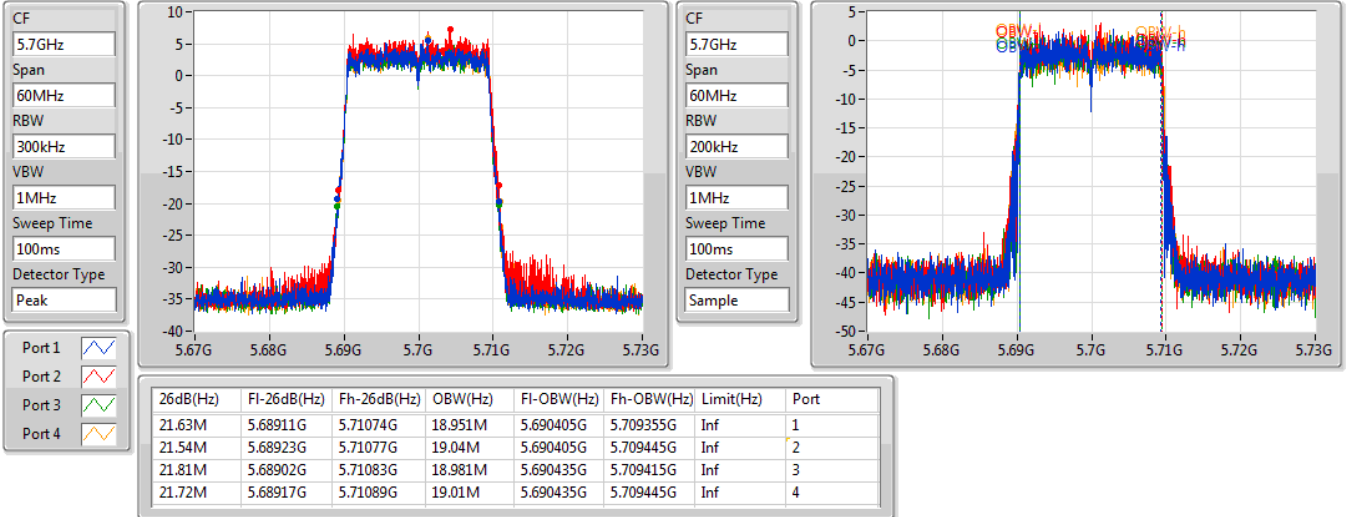 CF
5.7GHz
Span
60MHz
RBW
300kHz
VBW
1MHz
Sweep Time
100ms
Detector Type
Peak
10
5
0
-5
-10
-15
-20
-25
-30
-35
-40
5.67G 5.68G 5.69G 5.7G 5.71G 5.72G 5.73G
CF
5.7GHz
Span
60MHz
RBW
200kHz
VBW
1MHz
Sweep Time
100ms
Detector Type
Sample
5
0
-5
-10
-15
-20
-25
-30
-35
-40
-45
-50
5.67G 5.68G 5.69G 5.7G 5.71G 5.72G 5.73G
Port 1
Port 2
Port 3
Port 4
26dB(Hz) Fl-26dB(Hz) Fh-26dB(Hz) OBW(Hz) Fl-OBW(Hz) Fh-OBW(Hz) Limit(Hz) Port
21.63M 5.68911G 5.71074G 18.951M 5.690405G 5.709355G Inf 1
21.54M 5.68923G 5.71077G 19.04M 5.690405G 5.709445G Inf 2
21.81M 5.68902G 5.71083G 18.981M 5.690435G 5.709415G Inf 3
21.72M 5.68917G 5.71089G 19.01M 5.690435G 5.709445G Inf 4